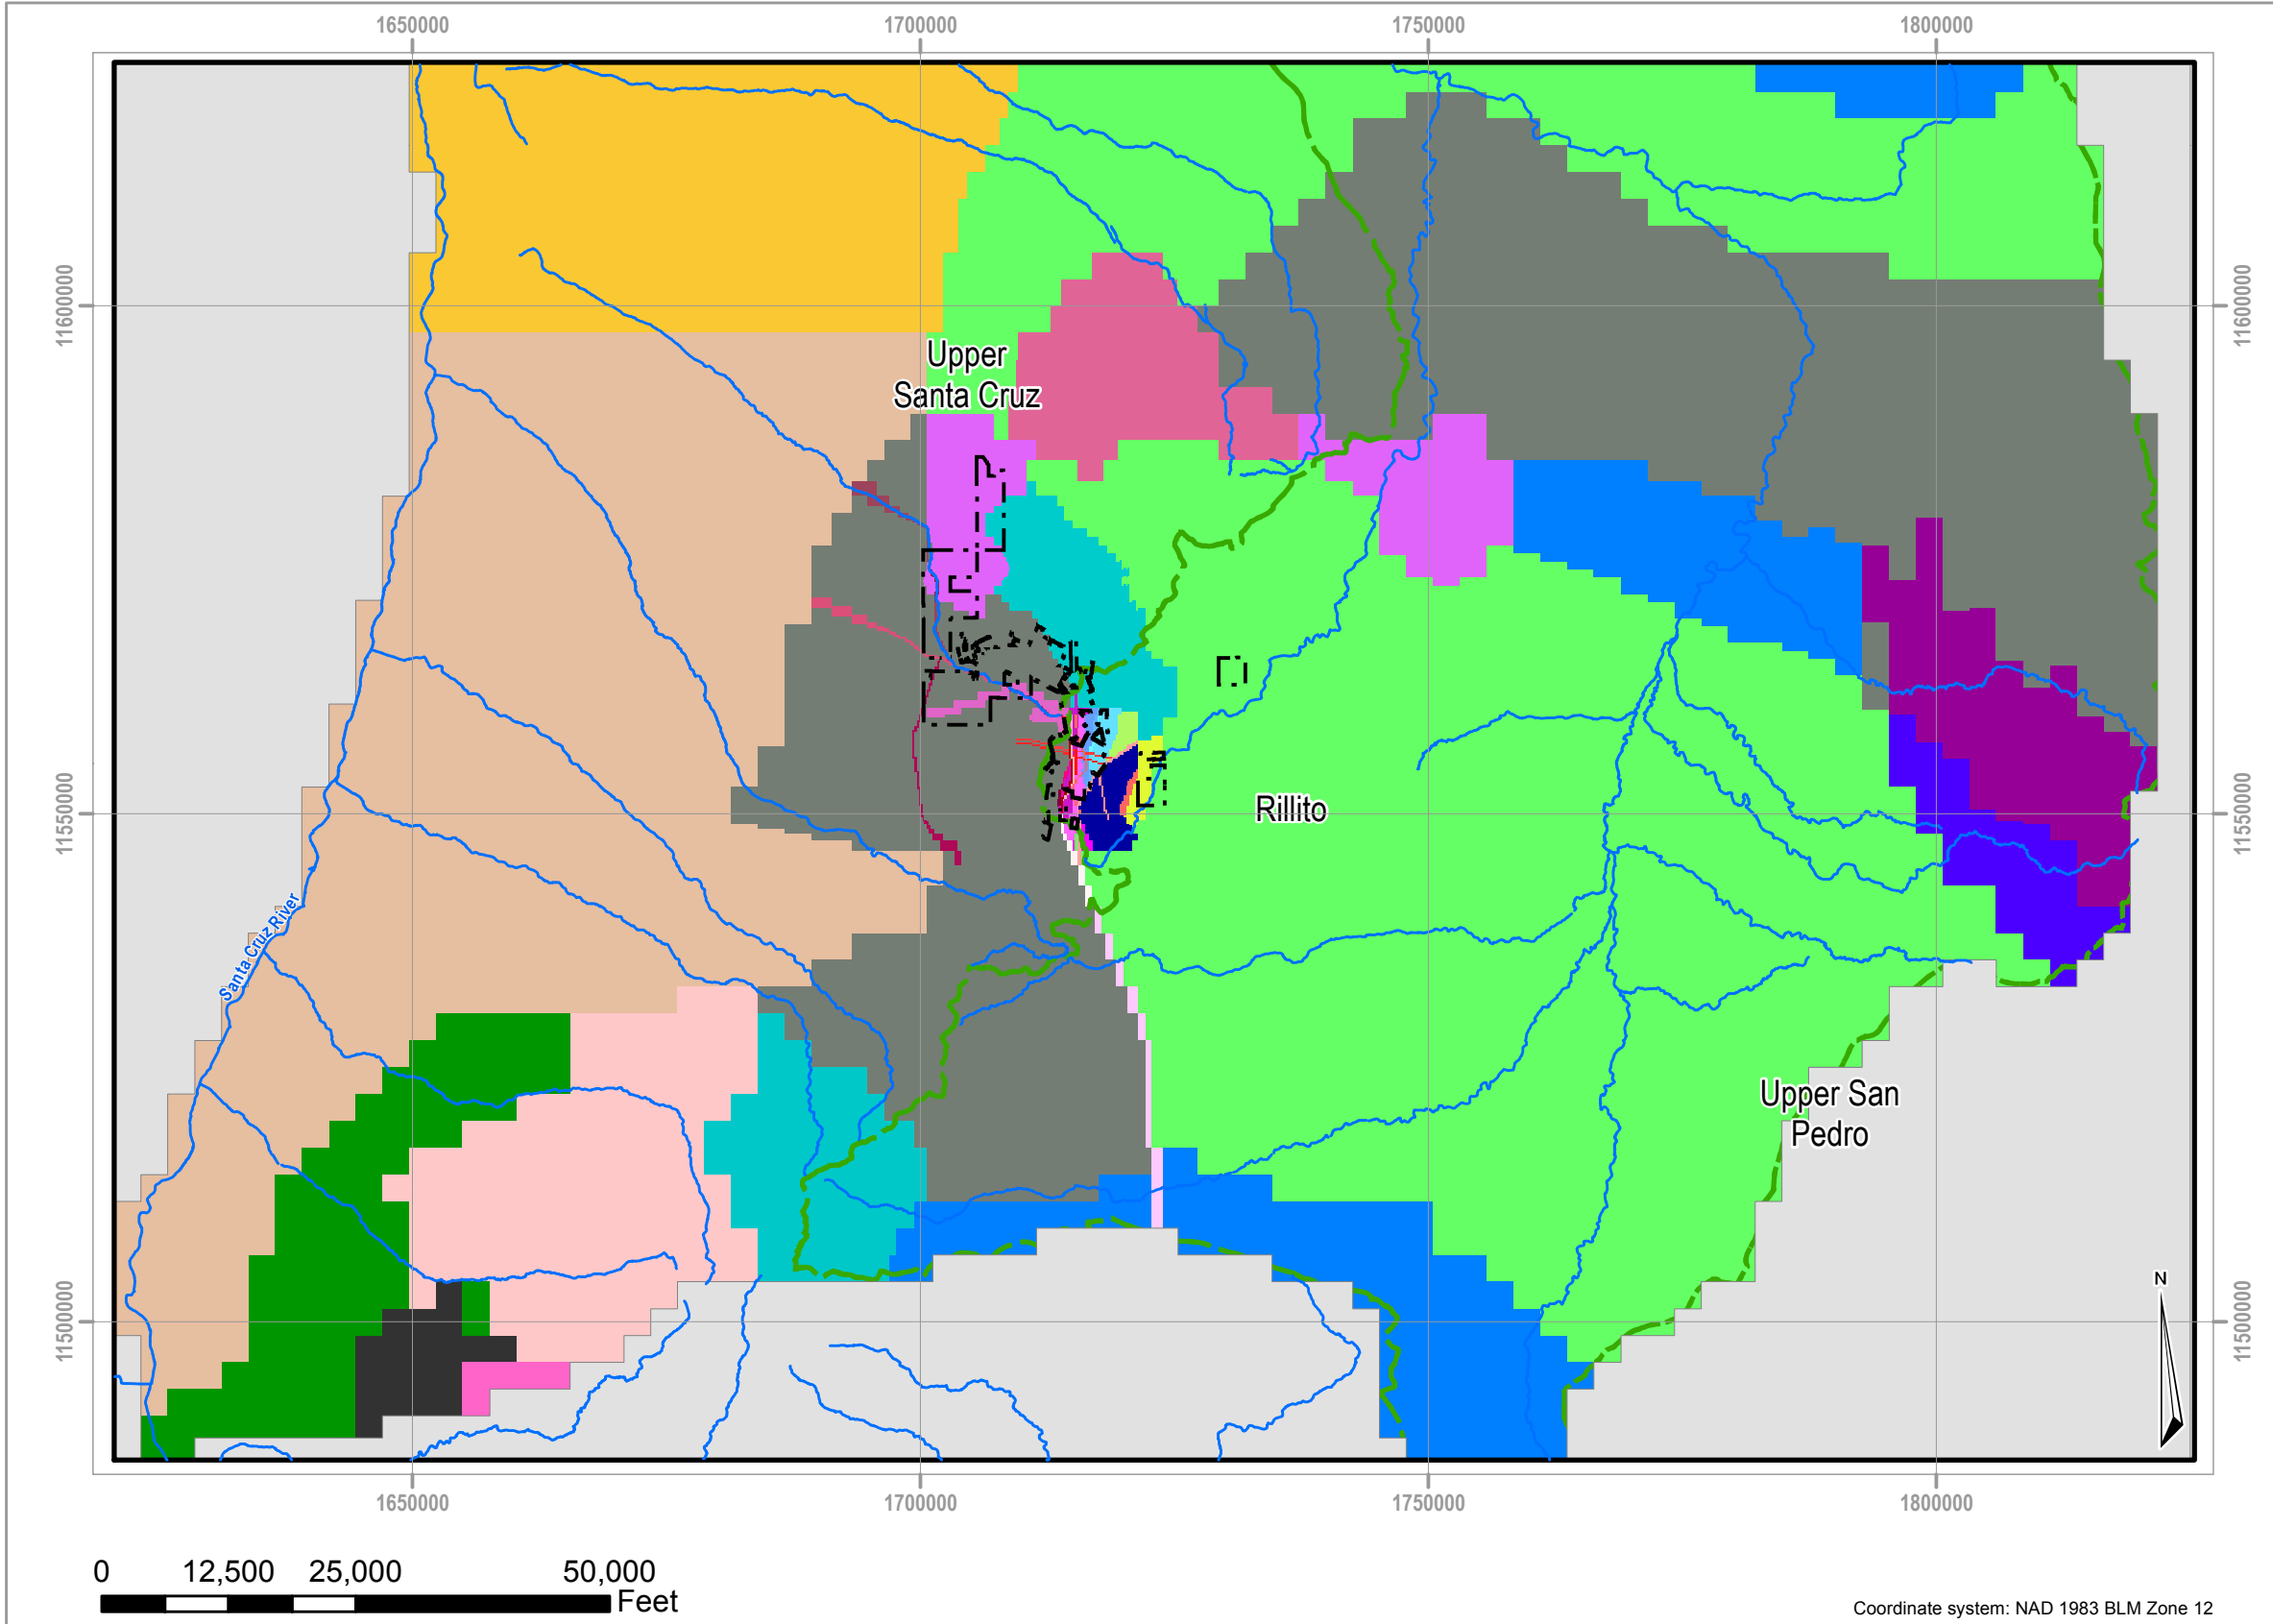 1650000 1700000 1750000 1800000
11600000
11600000
Upper
Santa Cruz
11550000
Rillito
11550000
Santa Cruz River
Upper San
Pedro
11500000
N
11500000
1650000 1700000 1750000 1800000
0 12,500 25,000 50,000
Feet
Coordinate system: NAD 1983 BLM Zone 12